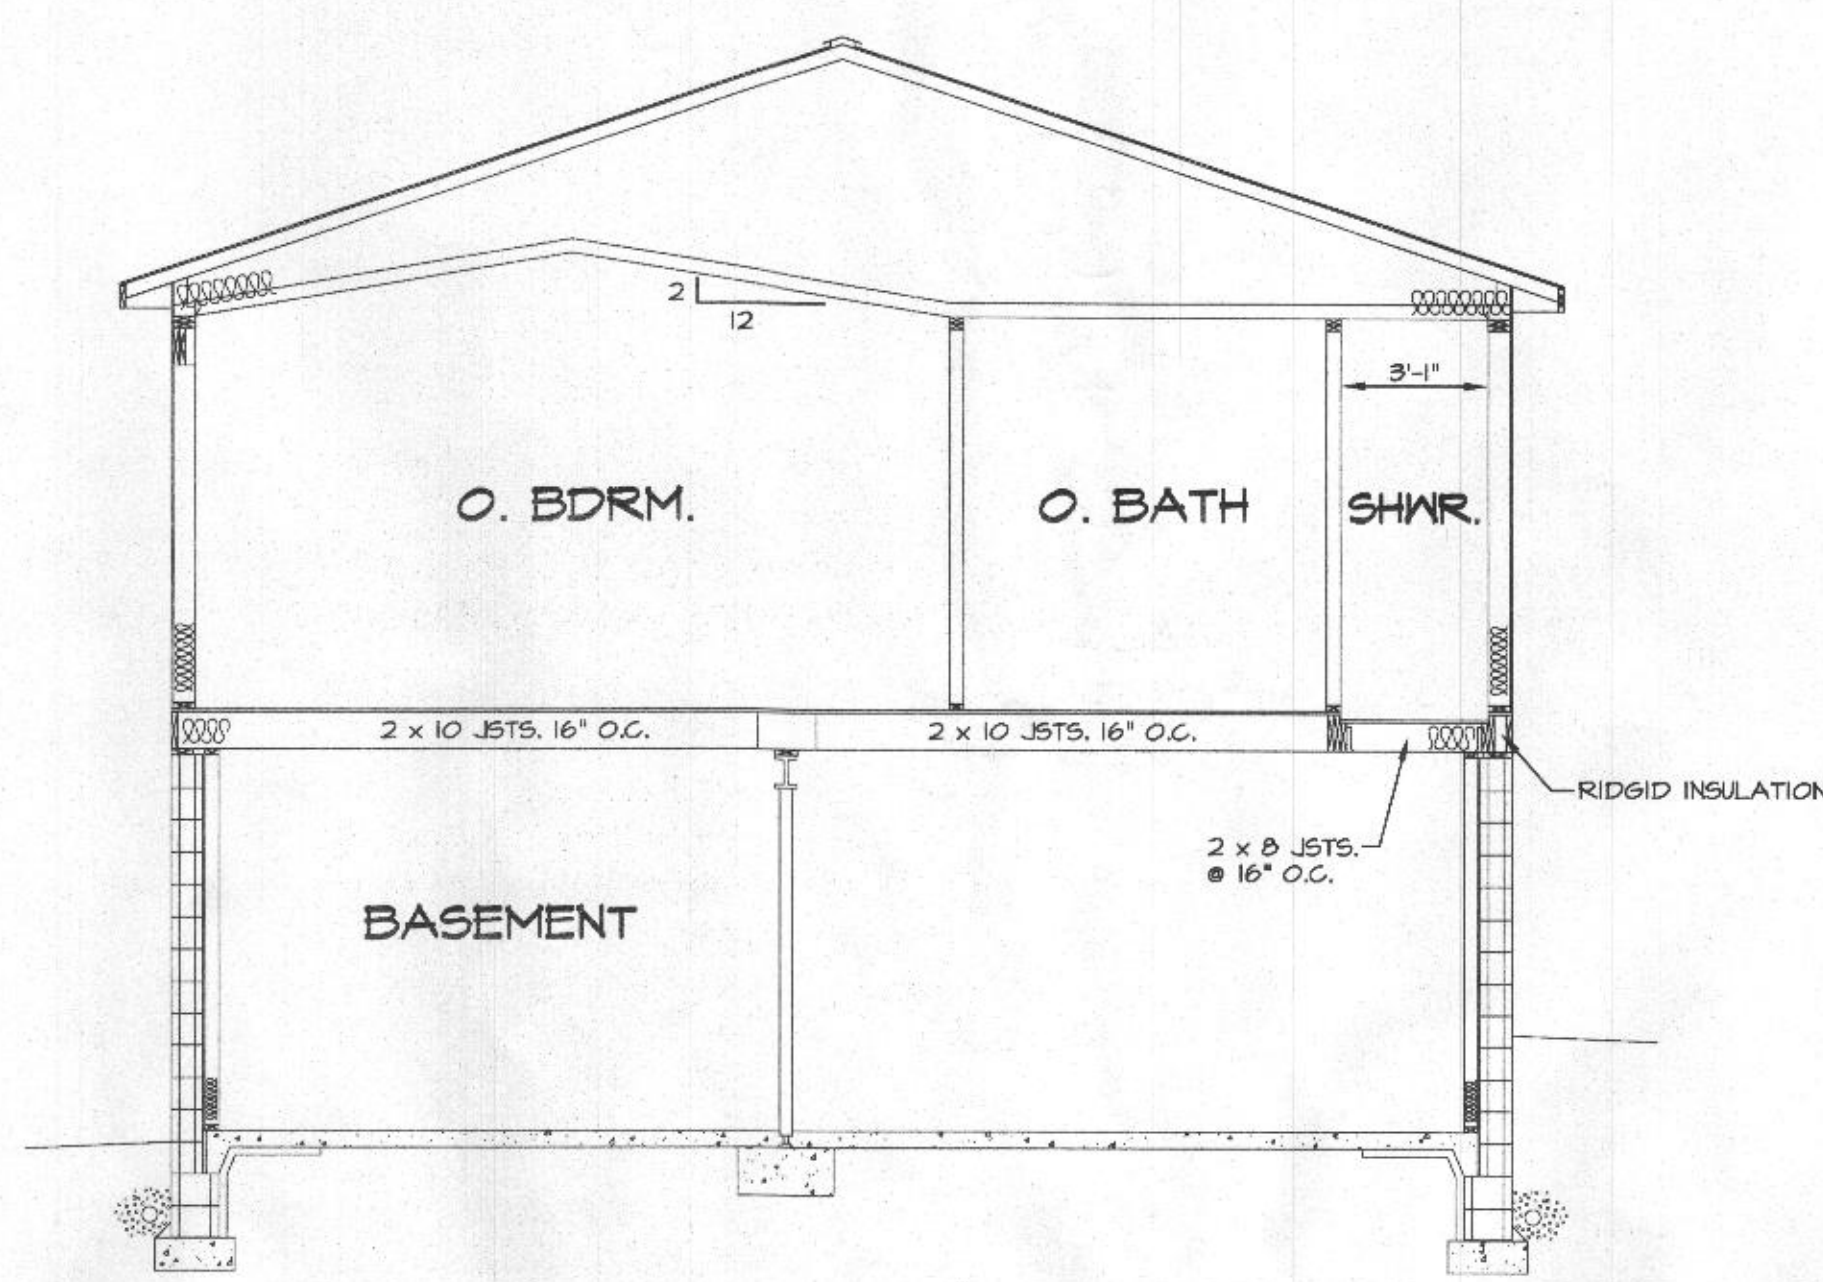 2
12
3'-1"
O. BDRM.
O. BATH
SHWR.
2 x 10 JSTS. 16" O.C.
2 x 10 JSTS. 16" O.C.
RIDGID INSULATION
2 x 8 JSTS.
@ 16" O.C.
BASEMENT